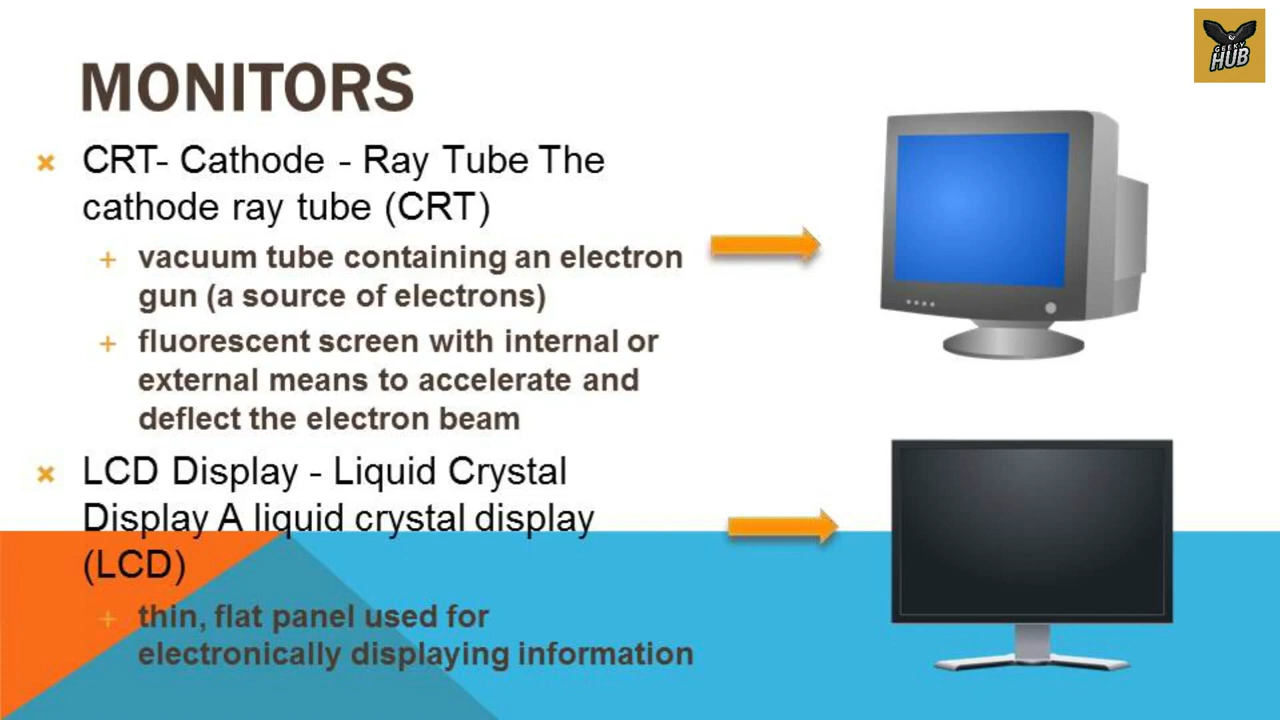 MONITORS
CRT- Cathode - Ray Tube The
cathode ray tube (CRT)
vacuum tube containing an electron
gun (a source of electrons)
fluorescent screen with internal or
external means to accelerate and
deflect the electron beam
LCD Display - Liquid Crystal
Display A liquid crystal display
(LCD)
thin, flat panel used for
electronically displaying information
GEEKY
HUB